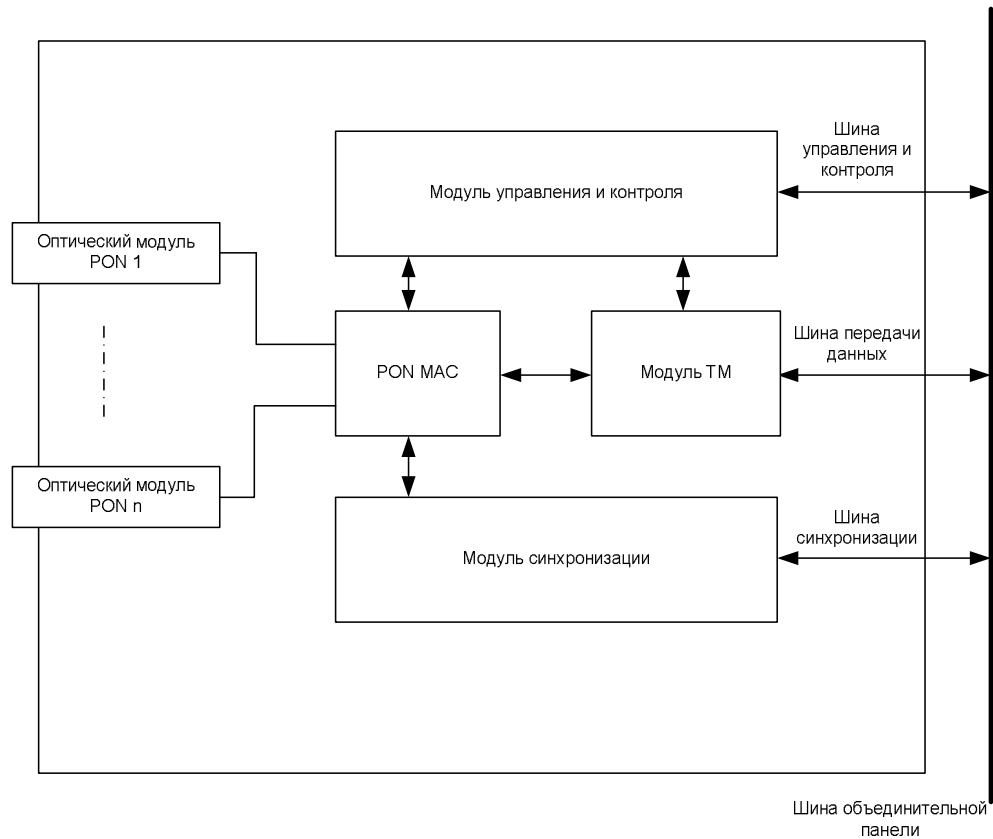 Шина
управления и
контроля
Модуль управления и контроля
Оптический модуль
PON 1
Шина передачи
данных
PON MAC
Модуль TM
Оптический модуль
PON n
Шина
синхронизации
Модуль синхронизации
Шина объединительной
панели